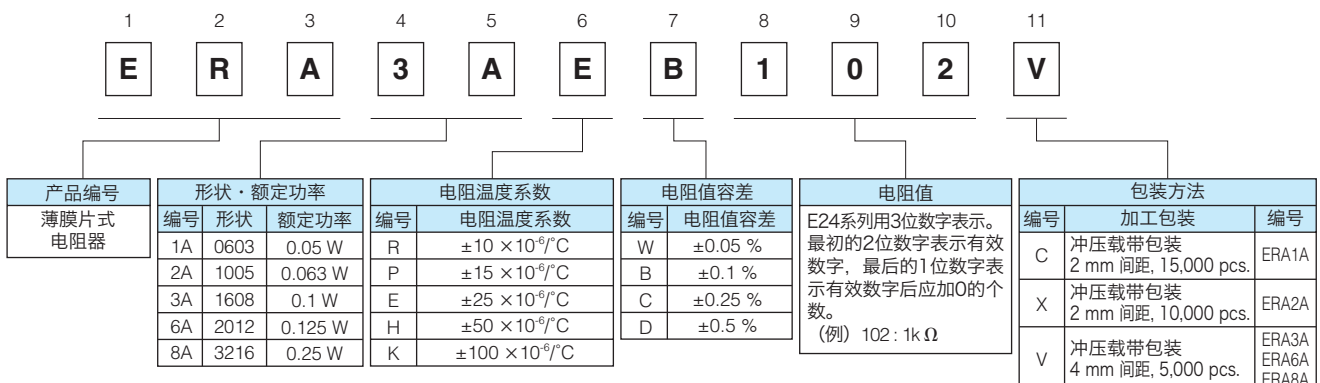 1 2 3 4 5 6 7 8 9 10 11
E R A 3 A E B 1 0 2 V
产品编号
薄膜片式
电阻器
形状・额定功率
编号 形状 额定功率
1A 0603 0.05 W
2A 1005 0.063 W
3A 1608 0.1 W
6A 2012 0.125 W
8A 3216 0.25 W
电阻温度系数
编号 电阻温度系数
R ±10 ×10⁻⁶/°C
P ±15 ×10⁻⁶/°C
E ±25 ×10⁻⁶/°C
H ±50 ×10⁻⁶/°C
K ±100 ×10⁻⁶/°C
电阻值容差
编号 电阻值容差
W ±0.05 %
B ±0.1 %
C ±0.25 %
D ±0.5 %
电阻值
E24系列用3位数字表示。
最初的2位数字表示有效
数字，最后的1位数字表
示有效数字后应加0的个
数。
（例）102 : 1k Ω
包装方法
编号 加工包装 编号
C 冲压载带包装
2 mm 间距, 15,000 pcs. ERA1A
X 冲压载带包装
2 mm 间距, 10,000 pcs. ERA2A
V 冲压载带包装
4 mm 间距, 5,000 pcs.
ERA3A
ERA6A
ERA8A